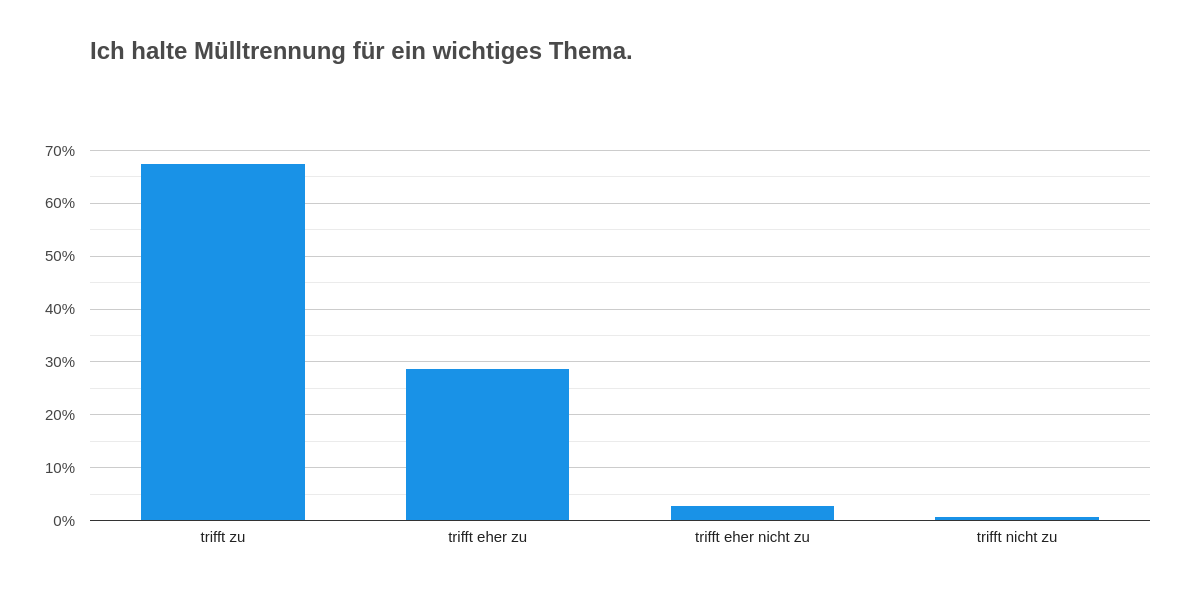 Ich halte Mülltrennung für ein wichtiges Thema.
70%
60%
50%
40%
30%
20%
10%
0%
trifft zu
trifft eher zu
trifft eher nicht zu
trifft nicht zu